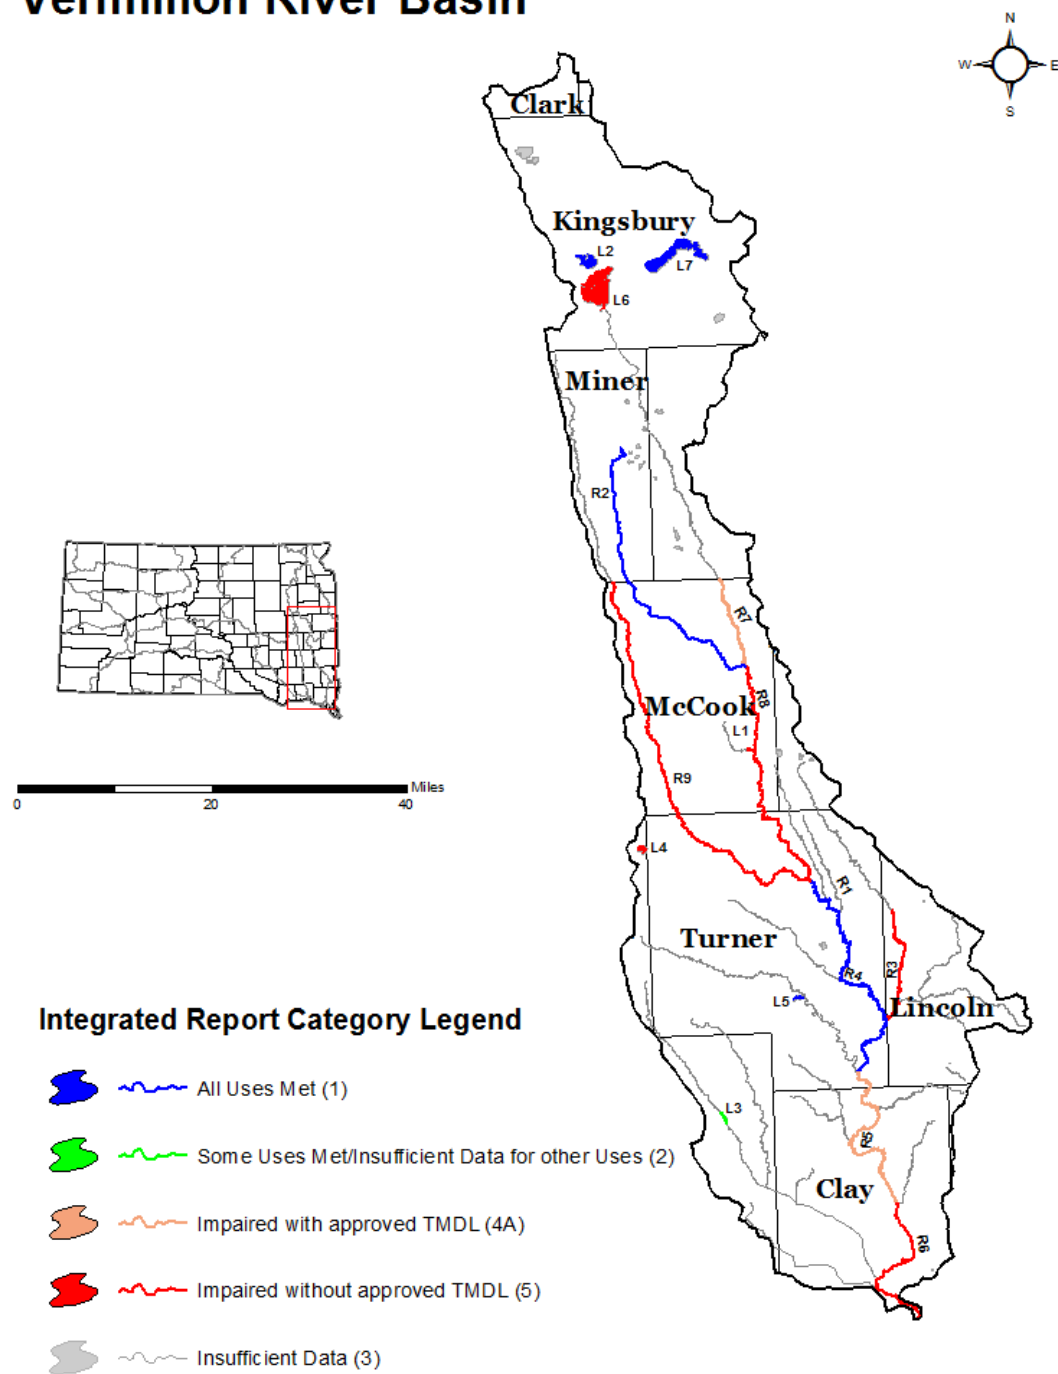 Vermillion River Basin
N
W
E
S
Clark
Kingsbury
L2
L7
L6
Miner
R2
R7
R8
McCook
L1
R9
Miles
0
20
40
L4
R1
Turner
R3
R4
L5
Lincoln
Integrated Report Category Legend
All Uses Met (1)
L3
R5
Some Uses Met/Insufficient Data for other Uses (2)
Clay
Impaired with approved TMDL (4A)
R6
Impaired without approved TMDL (5)
Insufficient Data (3)